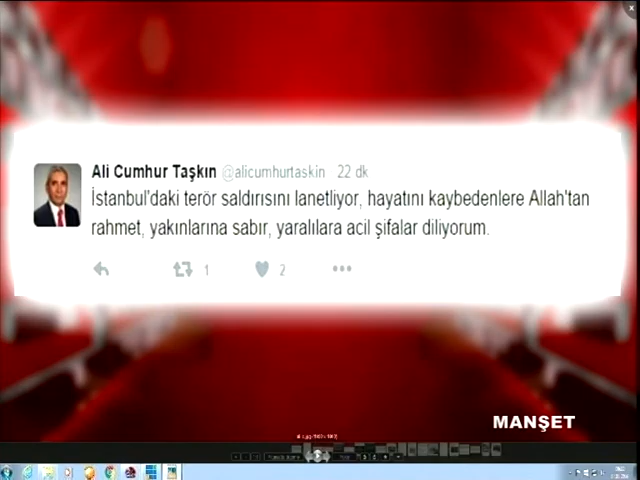 Ali Cumhur Taşkın @alicumhurtaskin 22 dk
İstanbul'daki terör saldırısını lanetliyor, hayatını kaybedenlere Allah'tan
rahmet, yakınlarına sabır, yaralılara acil şifalar diliyorum.
1 2
MANŞET